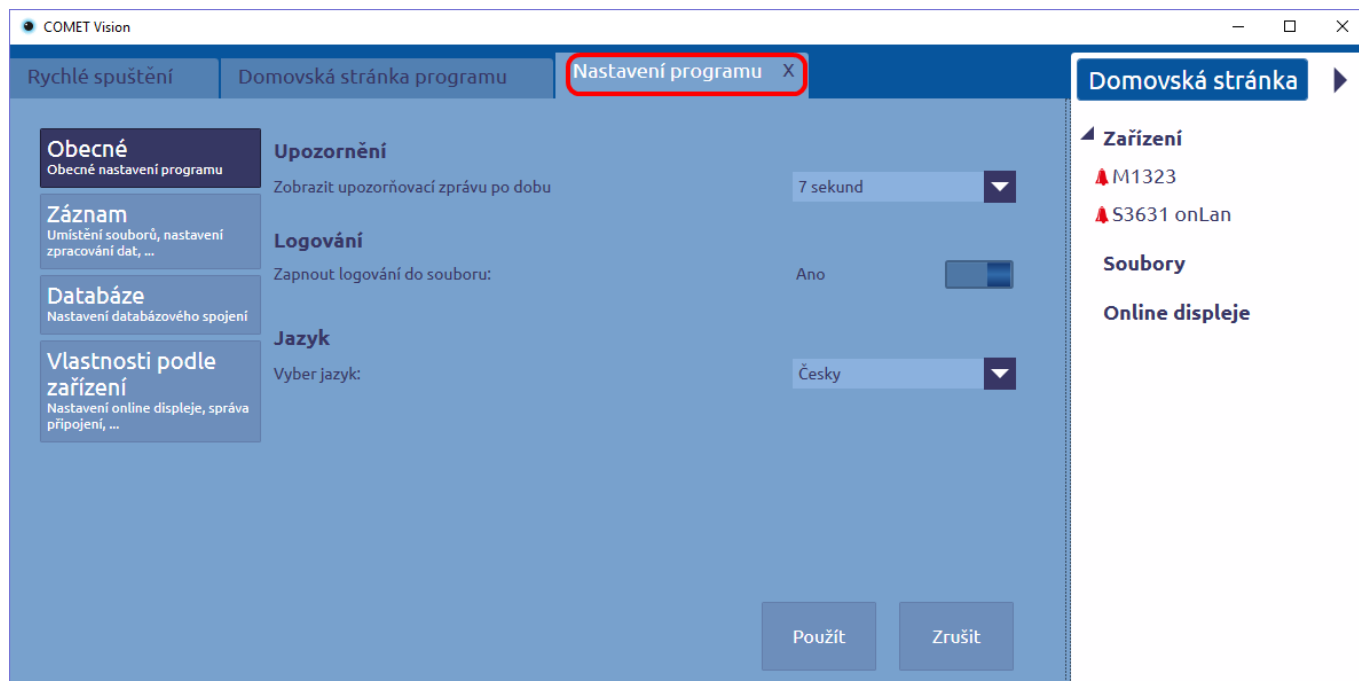 COMET Vision
Rychlé spuštění
Domovská stránka programu
Nastavení programu X
Domovská stránka
Obecné
Obecné nastavení programu
Záznam
Umístění souborů, nastavení
zpracování dat, ...
Databáze
Nastavení databázového spojení
Vlastnosti podle
zařízení
Nastavení online displeje, správa
připojení, ...
Upozornění
Zobrazit upozorňovací zprávu po dobu
7 sekund
Logování
Zapnout logování do souboru:
Ano
Jazyk
Vyber jazyk:
Česky
Použít
Zrušit
Zařízení
M1323
S3631 onLan
Soubory
Online displeje